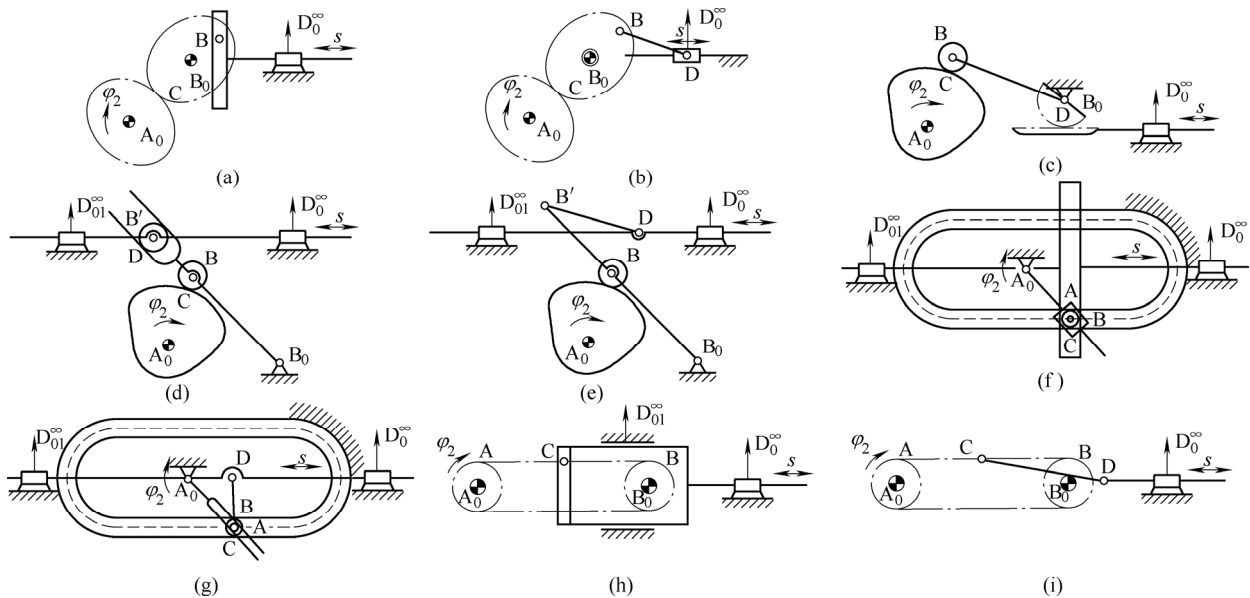 D₀^∞ s B B₀ C φ₂ A₀
(a)
B D₀^∞ s D B₀ C φ₂ A₀
(b)
B C φ₂ A₀ D B₀ D₀^∞ s
(c)
D₀₁^∞ B′ D D₀^∞ s B C φ₂ A₀ B₀
(d)
D₀₁^∞ B′ D D₀^∞ s B C φ₂ A₀ B₀
(e)
D₀₁^∞ φ₂ A₀ A B C s D₀^∞
(f)
D₀₁^∞ φ₂ A₀ D B A C s D₀^∞
(g)
φ₂ A A₀ C D₀₁^∞ B B₀ D₀^∞ s
(h)
φ₂ A A₀ C B B₀ D D₀^∞ s
(i)